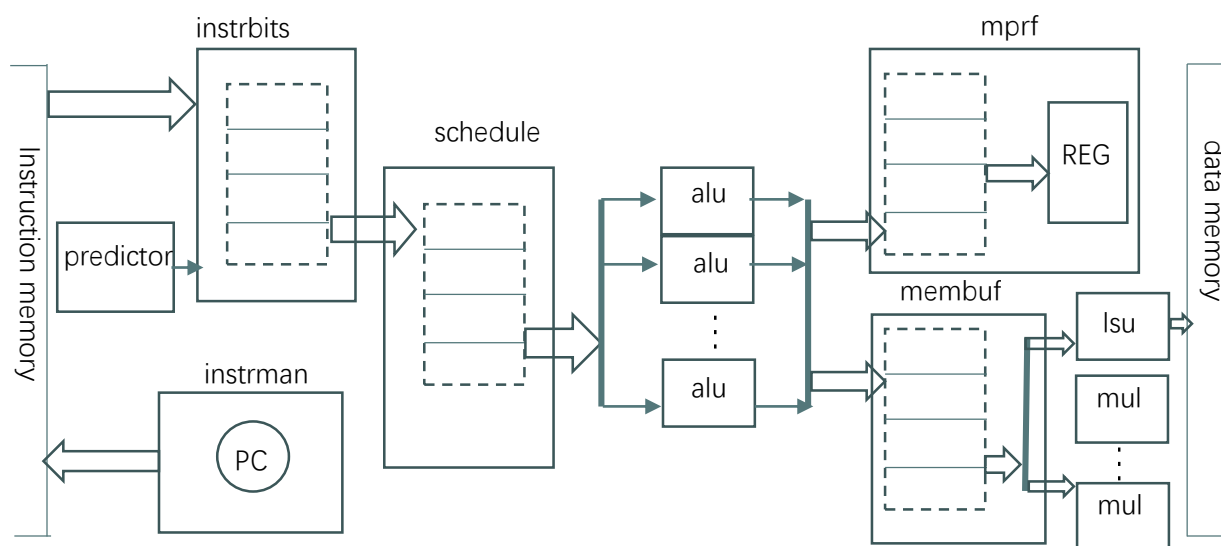 instrbits
mprf
schedule
Instruction memory
predictor
alu
alu
alu
REG
data memory
membuf
lsu
mul
mul
instrman
PC